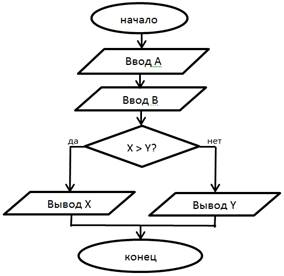 начало
Ввод A
Ввод B
X > Y?
да
нет
Вывод X
Вывод Y
конец